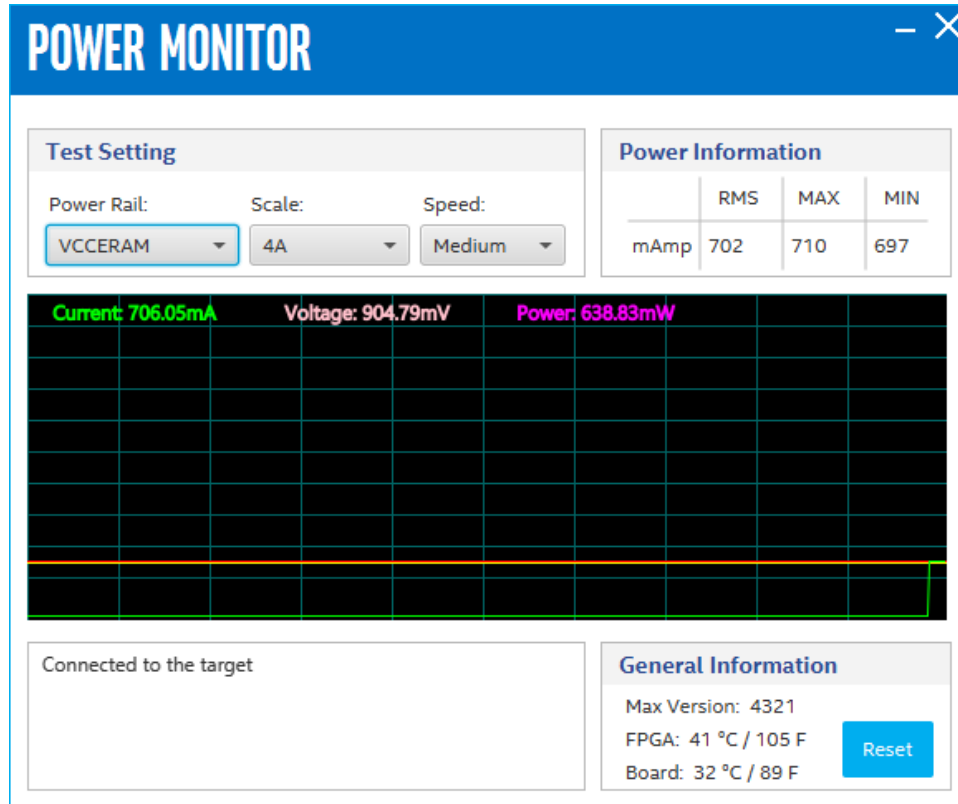 POWER MONITOR
Test Setting
Power Rail: Scale: Speed:
VCCERAM 4A Medium
Power Information
RMS MAX MIN
mAmp 702 710 697
Current: 706.05mA Voltage: 904.79mV Power: 638.83mW
Connected to the target
General Information
Max Version: 4321
FPGA: 41 ºC / 105 F
Board: 32 ºC / 89 F
Reset